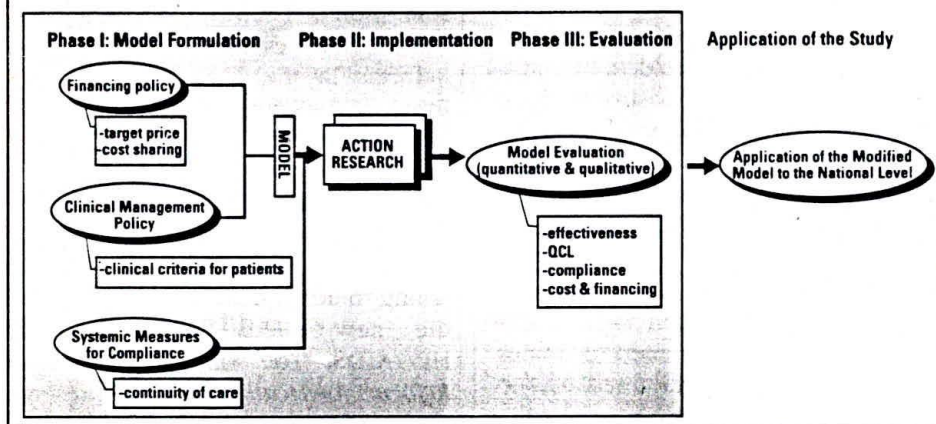 Phase I: Model Formulation
Phase II: Implementation
Phase III: Evaluation
Application of the Study
Financing policy
-target price
-cost sharing
Clinical Management
Policy
-clinical criteria for patients
Systemic Measures
for Compliance
-continuity of care
MODEL
ACTION
RESEARCH
Model Evaluation
(quantitative & qualitative)
-effectiveness
-QCL
-compliance
-cost & financing
Application of the Modified
Model to the National Level